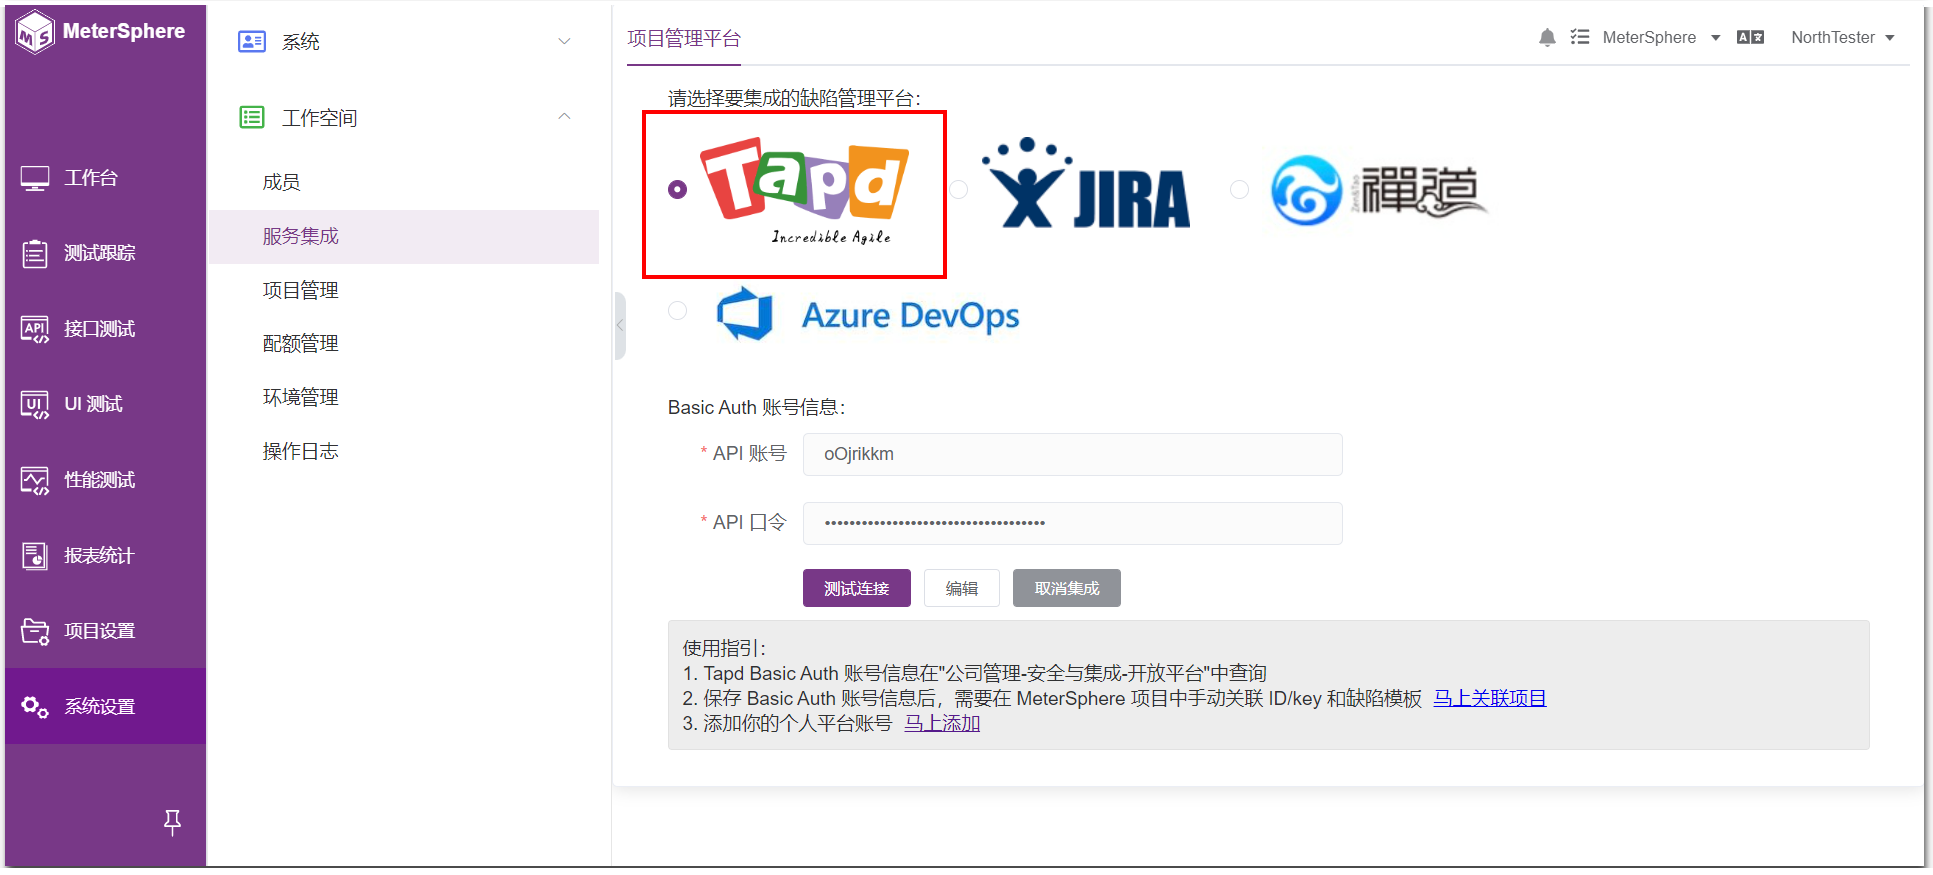 MeterSphere
工作台
测试跟踪
API 接口测试
UI UI 测试
性能测试
报表统计
项目设置
系统设置
系统
工作空间
成员
服务集成
项目管理
配额管理
环境管理
操作日志
项目管理平台
MeterSphere
NorthTester
请选择要集成的缺陷管理平台：
Tapd
Incredible Agile
JIRA
Zen&Tao 禪道
Azure DevOps
Basic Auth 账号信息：
* API 账号 oOjrikkm
* API 口令 ••••••••••••••••••••••••••••••••••••
测试连接 编辑 取消集成
使用指引：
1. Tapd Basic Auth 账号信息在"公司管理-安全与集成-开放平台"中查询
2. 保存 Basic Auth 账号信息后，需要在 MeterSphere 项目中手动关联 ID/key 和缺陷模板 马上关联项目
3. 添加你的个人平台账号 马上添加